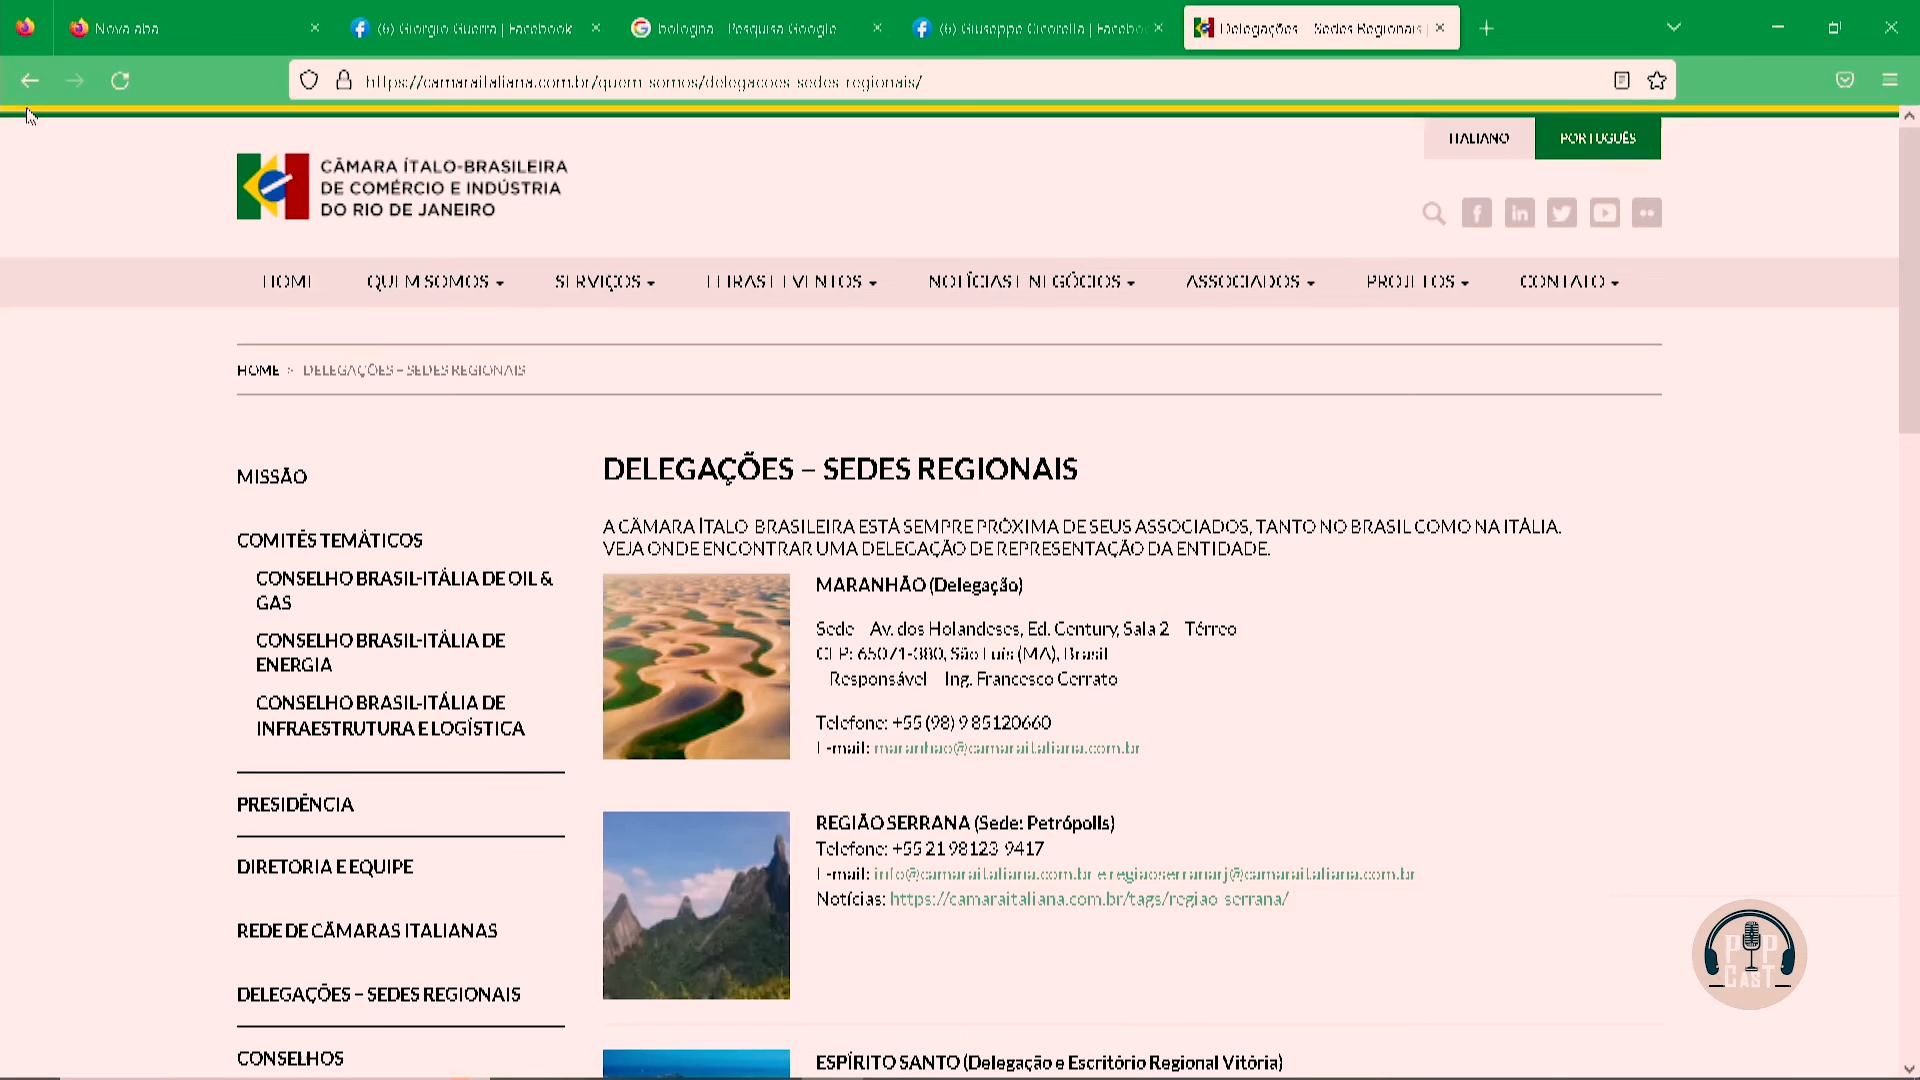 Nova aba
(6) Giorgio Guerra | Facebook
bologna - Pesquisa Google
(6) Giuseppe Cicorella | Facebo
Delegações – Sedes Regionais |
https://camaraitaliana.com.br/quem-somos/delegacoes-sedes-regionais/
ITALIANO
PORTUGUÊS
CÂMARA ÍTALO-BRASILEIRA
DE COMÉRCIO E INDÚSTRIA
DO RIO DE JANEIRO
HOME
QUEM SOMOS
SERVIÇOS
FEIRAS E EVENTOS
NOTÍCIAS E NEGÓCIOS
ASSOCIADOS
PROJETOS
CONTATO
HOME > DELEGAÇÕES – SEDES REGIONAIS
MISSÃO
COMITÊS TEMÁTICOS
CONSELHO BRASIL-ITÁLIA DE OIL &
GAS
CONSELHO BRASIL-ITÁLIA DE
ENERGIA
CONSELHO BRASIL-ITÁLIA DE
INFRAESTRUTURA E LOGÍSTICA
PRESIDÊNCIA
DIRETORIA E EQUIPE
REDE DE CÂMARAS ITALIANAS
DELEGAÇÕES – SEDES REGIONAIS
CONSELHOS
DELEGAÇÕES – SEDES REGIONAIS
A CÂMARA ÍTALO-BRASILEIRA ESTÁ SEMPRE PRÓXIMA DE SEUS ASSOCIADOS, TANTO NO BRASIL COMO NA ITÁLIA.
VEJA ONDE ENCONTRAR UMA DELEGAÇÃO DE REPRESENTAÇÃO DA ENTIDADE.
MARANHÃO (Delegação)
Sede – Av. dos Holandeses, Ed. Century, Sala 2 – Térreo
CEP: 65071-380, São Luís (MA), Brasil
– Responsável – Ing. Francesco Cerrato
Telefone: +55 (98) 9 85120660
E-mail: maranhao@camaraitaliana.com.br
REGIÃO SERRANA (Sede: Petrópolis)
Telefone: +55 21 98123-9417
E-mail: info@camaraitaliana.com.br e regiaoserranarj@camaraitaliana.com.br
Notícias: https://camaraitaliana.com.br/tags/regiao-serrana/
ESPÍRITO SANTO (Delegação e Escritório Regional Vitória)
POP
CAST